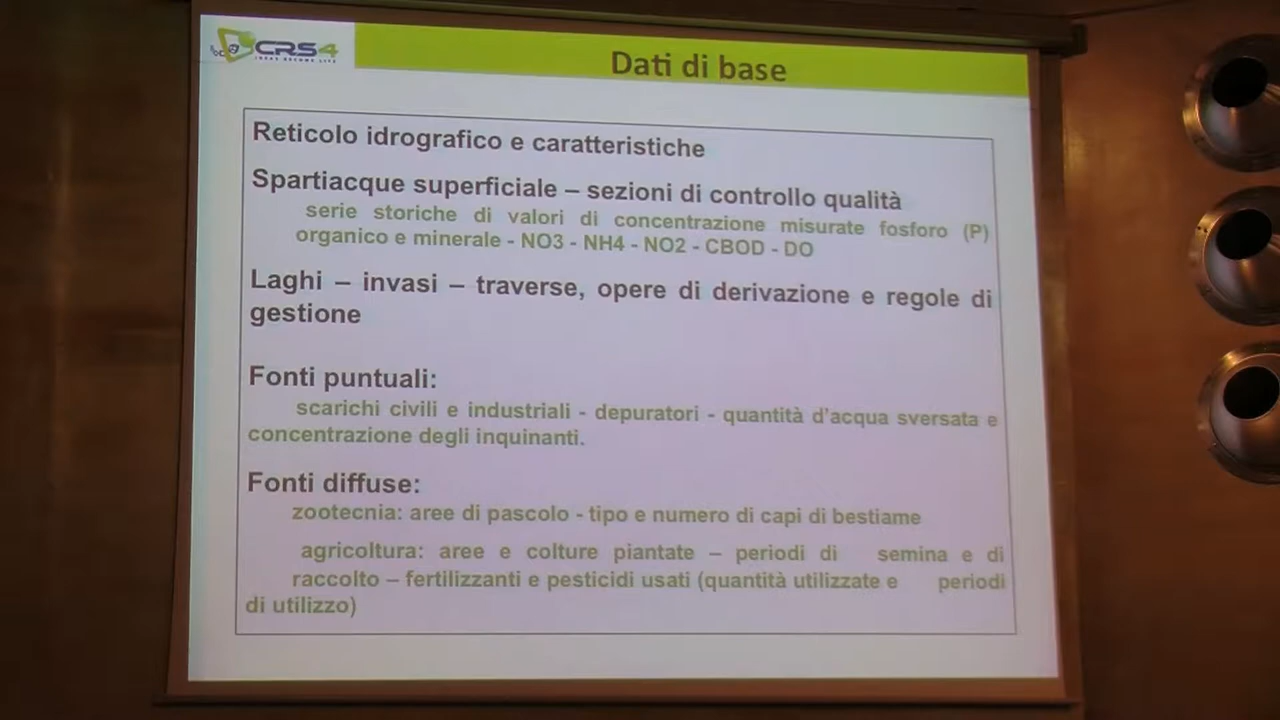 CRS4
IDEAS BECOME LIFE
Dati di base
Reticolo idrografico e caratteristiche
Spartiacque superficiale – sezioni di controllo qualità
serie storiche di valori di concentrazione misurate fosforo (P)
organico e minerale - NO3 - NH4 - NO2 - CBOD - DO
Laghi – invasi – traverse, opere di derivazione e regole di
gestione
Fonti puntuali:
scarichi civili e industriali - depuratori - quantità d'acqua sversata e
concentrazione degli inquinanti.
Fonti diffuse:
zootecnia: aree di pascolo - tipo e numero di capi di bestiame
agricoltura: aree e colture piantate – periodi di semina e di
raccolto – fertilizzanti e pesticidi usati (quantità utilizzate e periodi
di utilizzo)